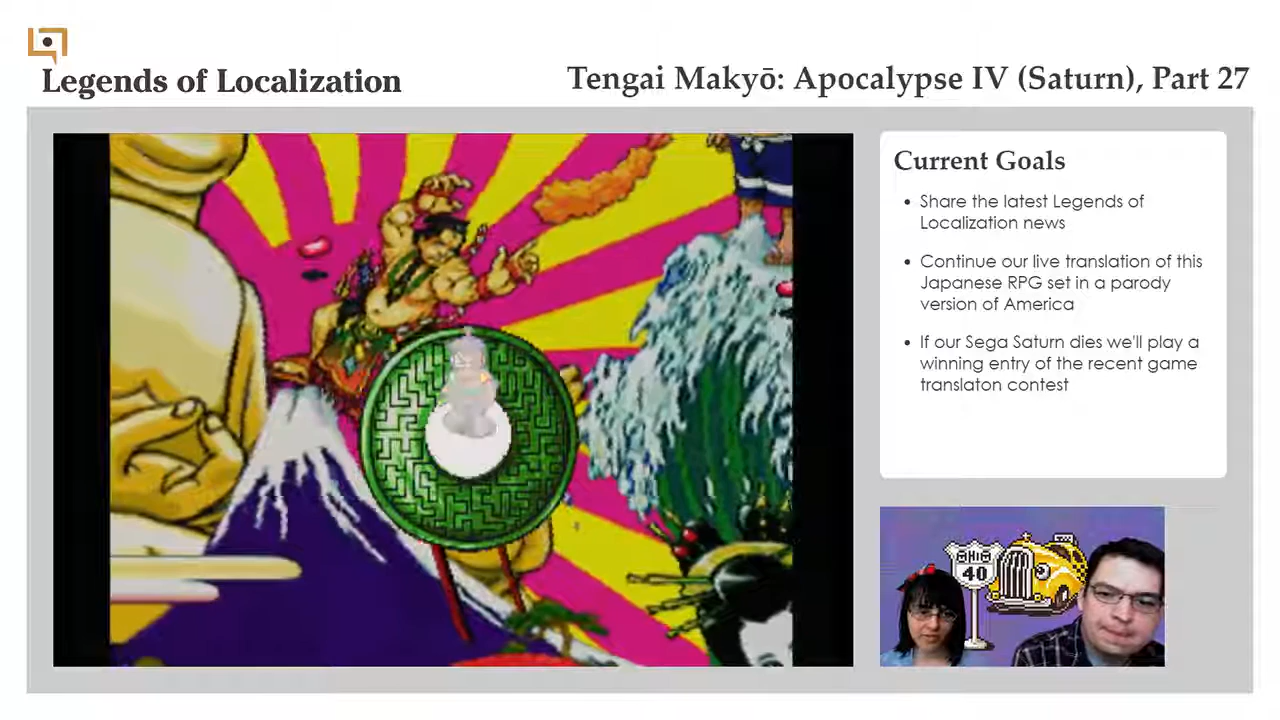 Legends of Localization
Tengai Makyō: Apocalypse IV (Saturn), Part 27
Current Goals
• Share the latest Legends of
Localization news
• Continue our live translation of this
Japanese RPG set in a parody
version of America
• If our Sega Saturn dies we'll play a
winning entry of the recent game
translaton contest
40